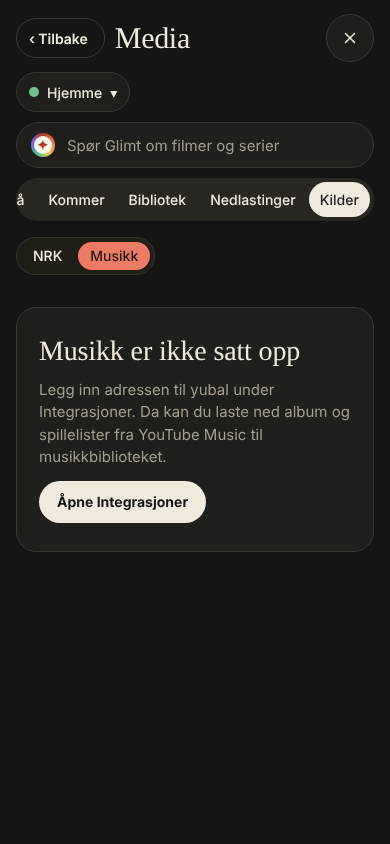 ‹ Tilbake Media ×
Hjemme ▾
Spør Glimt om filmer og serier
å Kommer Bibliotek Nedlastinger Kilder
NRK Musikk
Musikk er ikke satt opp
Legg inn adressen til yubal under
Integrasjoner. Da kan du laste ned album og
spillelister fra YouTube Music til
musikkbiblioteket.
Åpne Integrasjoner